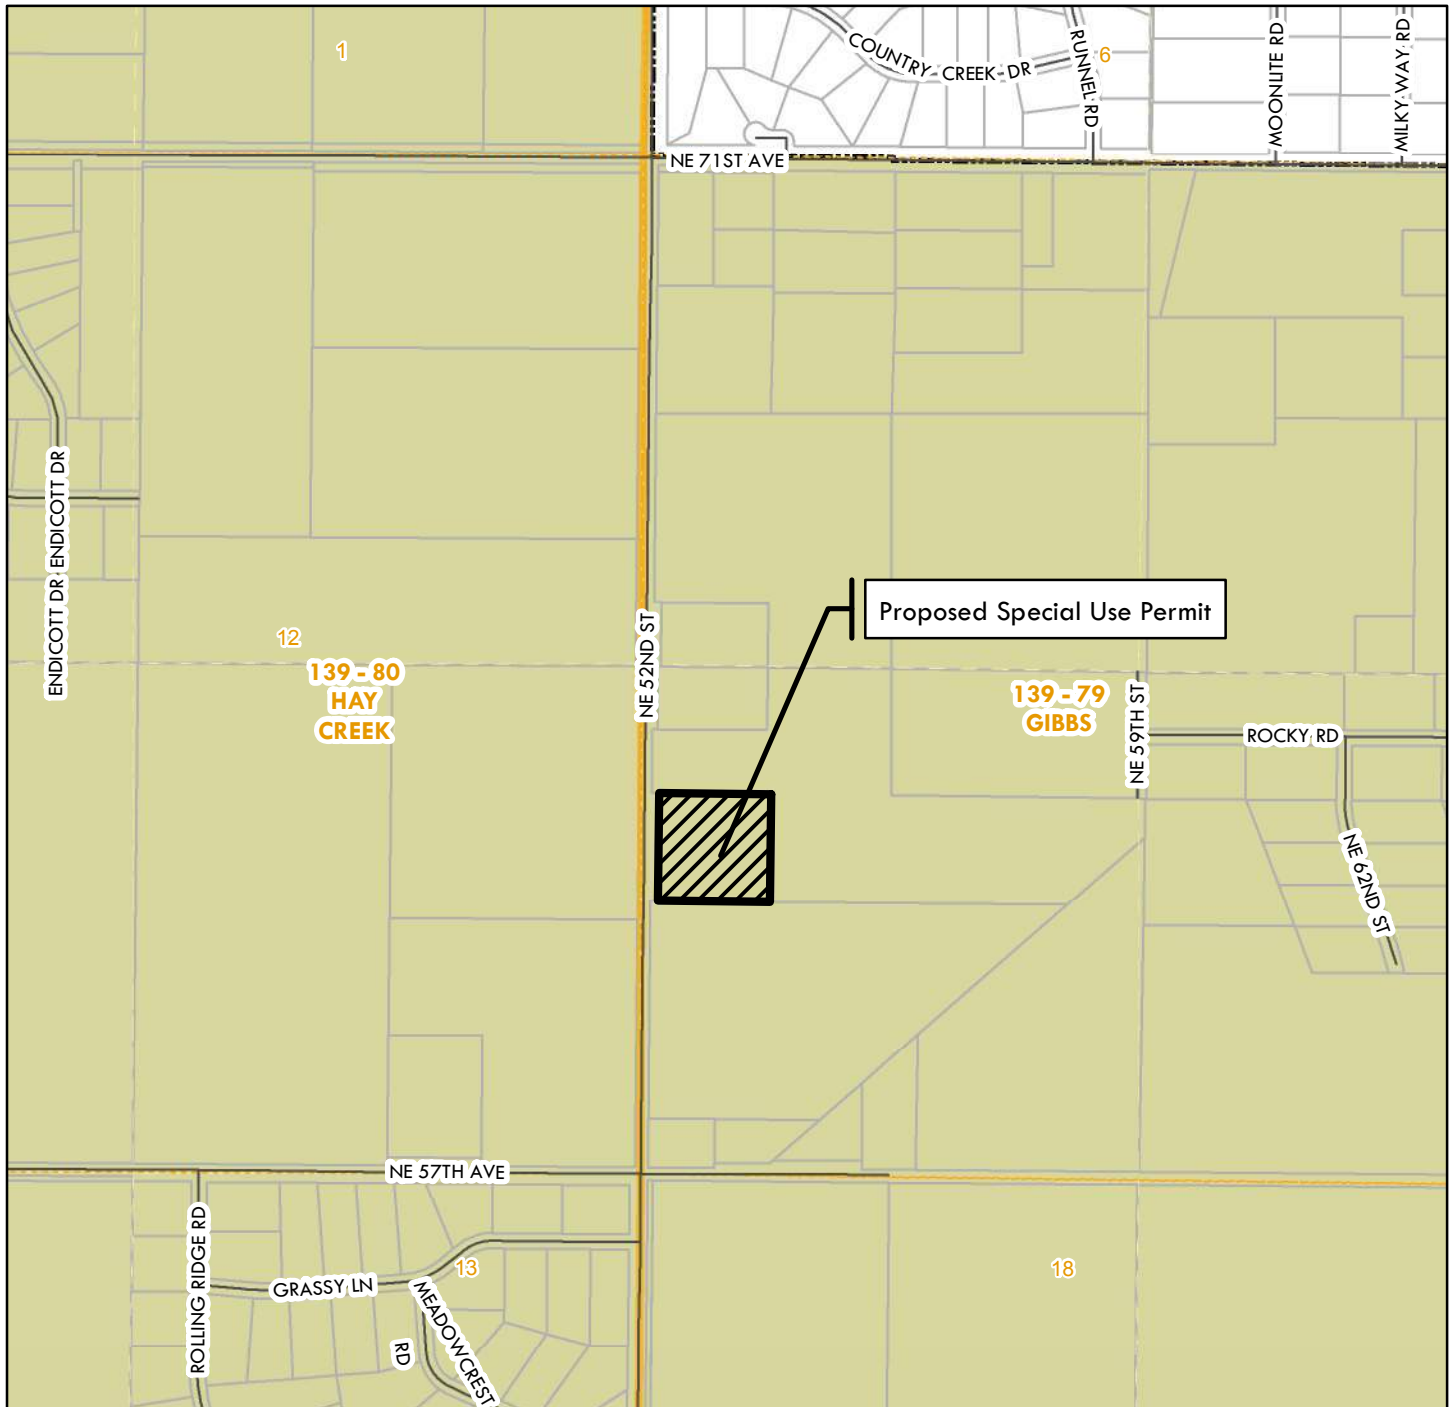 1
COUNTRY CREEK DR
RUNNEL RD
6
MOONLITE RD
MILKY WAY RD
NE 71ST AVE
ENDICOTT DR
ENDICOTT DR
NE 52ND ST
Proposed Special Use Permit
12
139 - 80
HAY
CREEK
139 - 79
GIBBS
NE 59TH ST
ROCKY RD
NE 62ND ST
NE 57TH AVE
ROLLING RIDGE RD
GRASSY LN
13
MEADOWCREST
RD
18